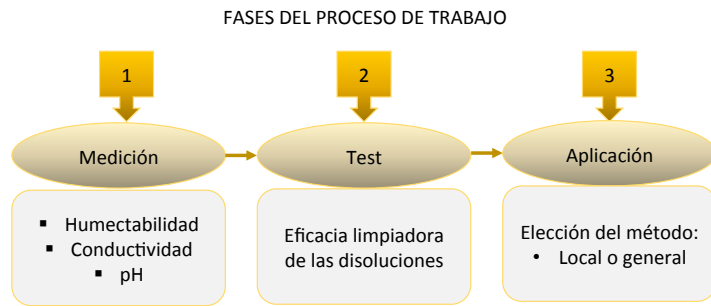 FASES DEL PROCESO DE TRABAJO
1
2
3
Medición
Test
Aplicación
▪ Humectabilidad
▪ Conductividad
▪ pH
Eficacia limpiadora
de las disoluciones
Elección del método:
• Local o general